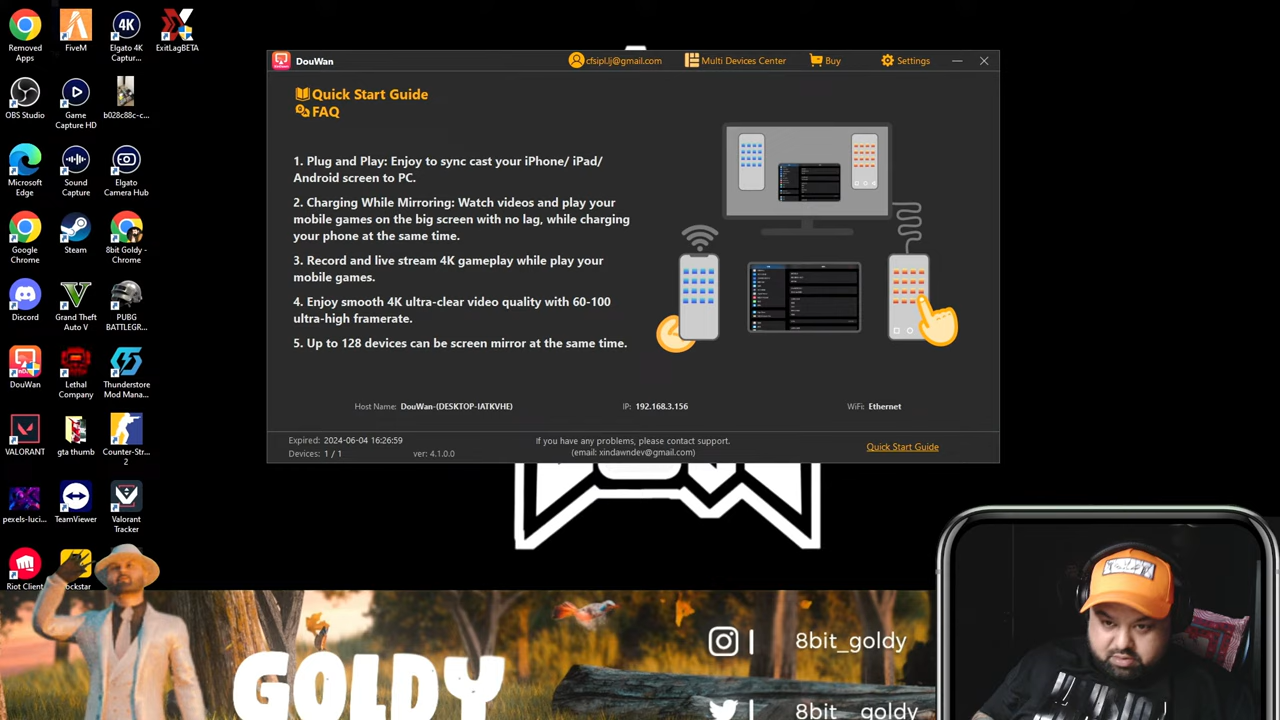 Removed
Apps
FiveM
Elgato 4K
Captur...
ExitLagBETA
OBS Studio
Game
Capture HD
b028c88c-c...
Microsoft
Edge
Sound
Capture
Elgato
Camera Hub
Google
Chrome
Steam
8bit Goldy -
Chrome
Discord
Grand Theft
Auto V
PUBG
BATTLEGR...
DouWan
Lethal
Company
Thunderstore
Mod Mana...
VALORANT
gta thumb
Counter-Str...
2
pexels-luci...
TeamViewer
Valorant
Tracker
Riot Client
DouWan
cfsipl.lj@gmail.com
Multi Devices Center
Buy
Settings
Quick Start Guide
FAQ
1. Plug and Play: Enjoy to sync cast your iPhone/ iPad/
Android screen to PC.
2. Charging While Mirroring: Watch videos and play your
mobile games on the big screen with no lag, while charging
your phone at the same time.
3. Record and live stream 4K gameplay while play your
mobile games.
4. Enjoy smooth 4K ultra-clear video quality with 60-100
ultra-high framerate.
5. Up to 128 devices can be screen mirror at the same time.
Host Name: DouWan-(DESKTOP-IATKVHE)
IP: 192.168.3.156
WiFi: Ethernet
Expired: 2024-06-04 16:26:59
Devices: 1 / 1
ver: 4.1.0.0
If you have any problems, please contact support.
(email: xindawndev@gmail.com)
Quick Start Guide
GOLDY
8bit_goldy
8bit_goldy